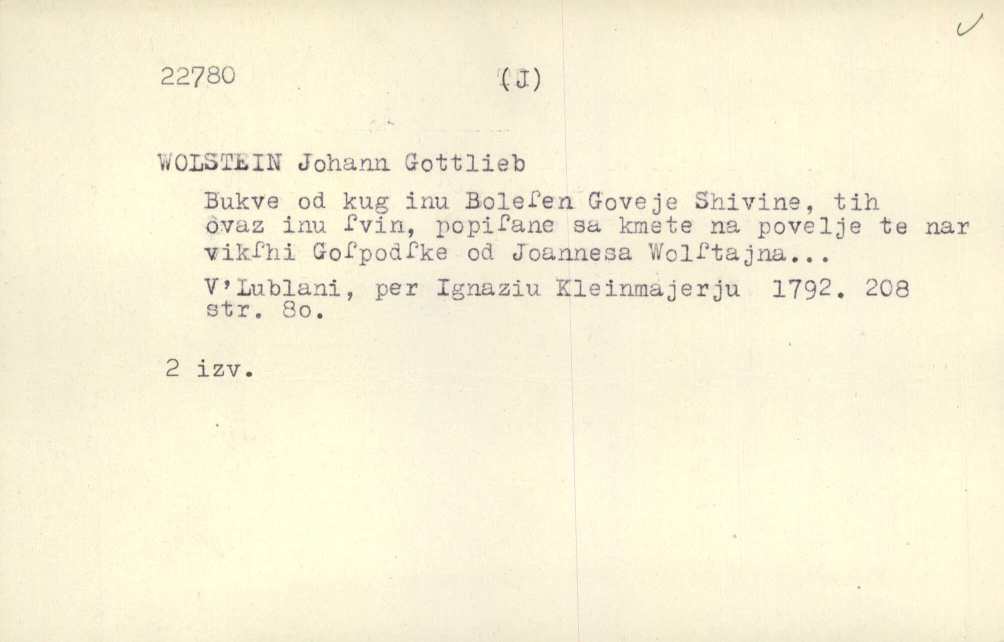 22780 (J)
WOLSTEIN Johann Gottlieb
Bukve od kug inu Boleſen Goveje Shivine, tih
ovaz inu ſvin, popiſane sa kmete na povelje te nar
vikſhi Goſpodſke od Joannesa Wolſtajna...
V'Lublani, per Ignaziu Kleinmajerju 1792. 208
str. 8o.
2 izv.